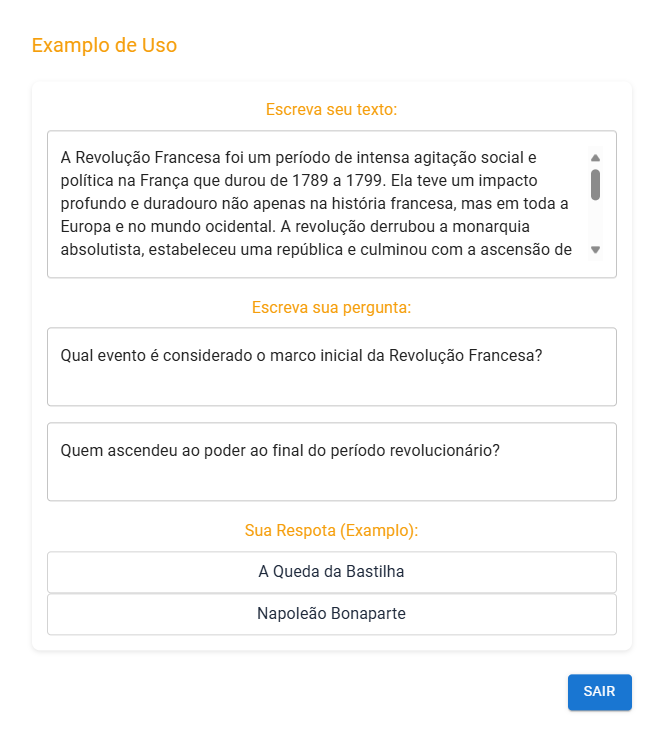 Examplo de Uso
Escreva seu texto:
A Revolução Francesa foi um período de intensa agitação social e
política na França que durou de 1789 a 1799. Ela teve um impacto
profundo e duradouro não apenas na história francesa, mas em toda a
Europa e no mundo ocidental. A revolução derrubou a monarquia
absolutista, estabeleceu uma república e culminou com a ascensão de
Escreva sua pergunta:
Qual evento é considerado o marco inicial da Revolução Francesa?
Quem ascendeu ao poder ao final do período revolucionário?
Sua Respota (Examplo):
A Queda da Bastilha
Napoleão Bonaparte
SAIR